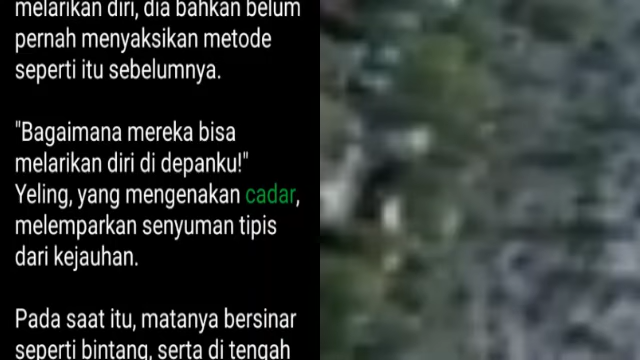 melarikan diri, dia bahkan belum
pernah menyaksikan metode
seperti itu sebelumnya.
"Bagaimana mereka bisa
melarikan diri di depanku!"
Yeling, yang mengenakan cadar,
melemparkan senyuman tipis
dari kejauhan.
Pada saat itu, matanya bersinar
seperti bintang, serta di tengah